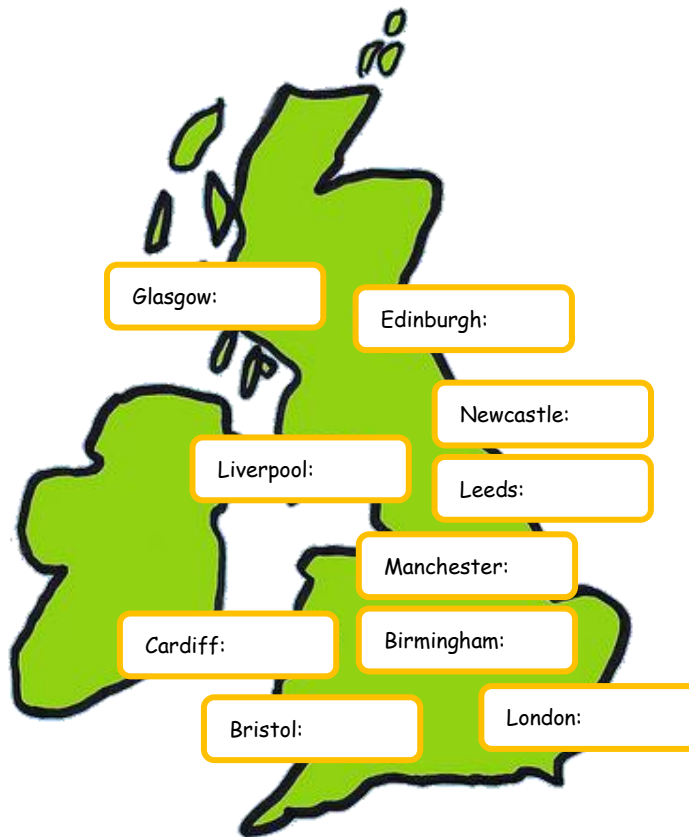 Glasgow:
Edinburgh:
Newcastle:
Liverpool:
Leeds:
Manchester:
Cardiff:
Birmingham:
Bristol:
London: